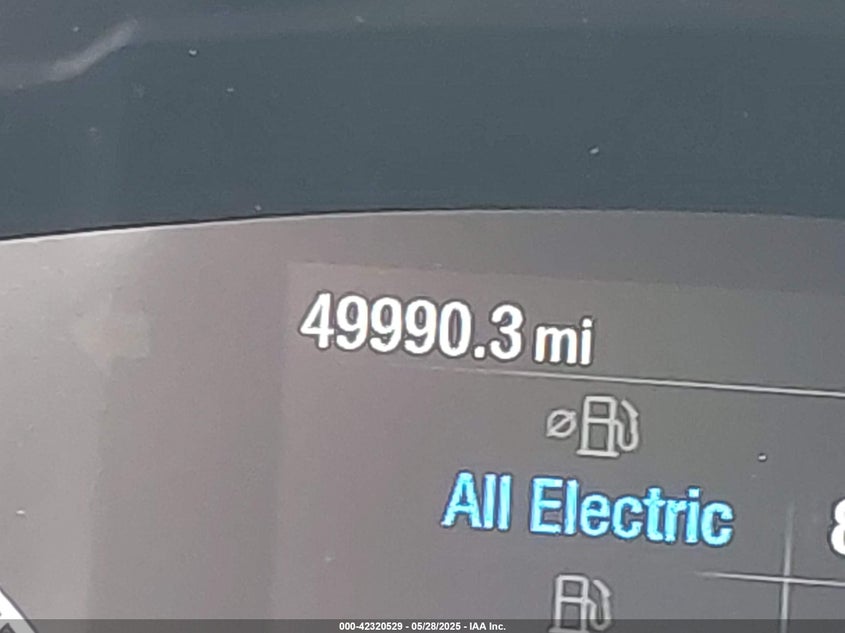 49990.3 mi
All Electric
000-42320529 - 05/28/2025 - IAA Inc.